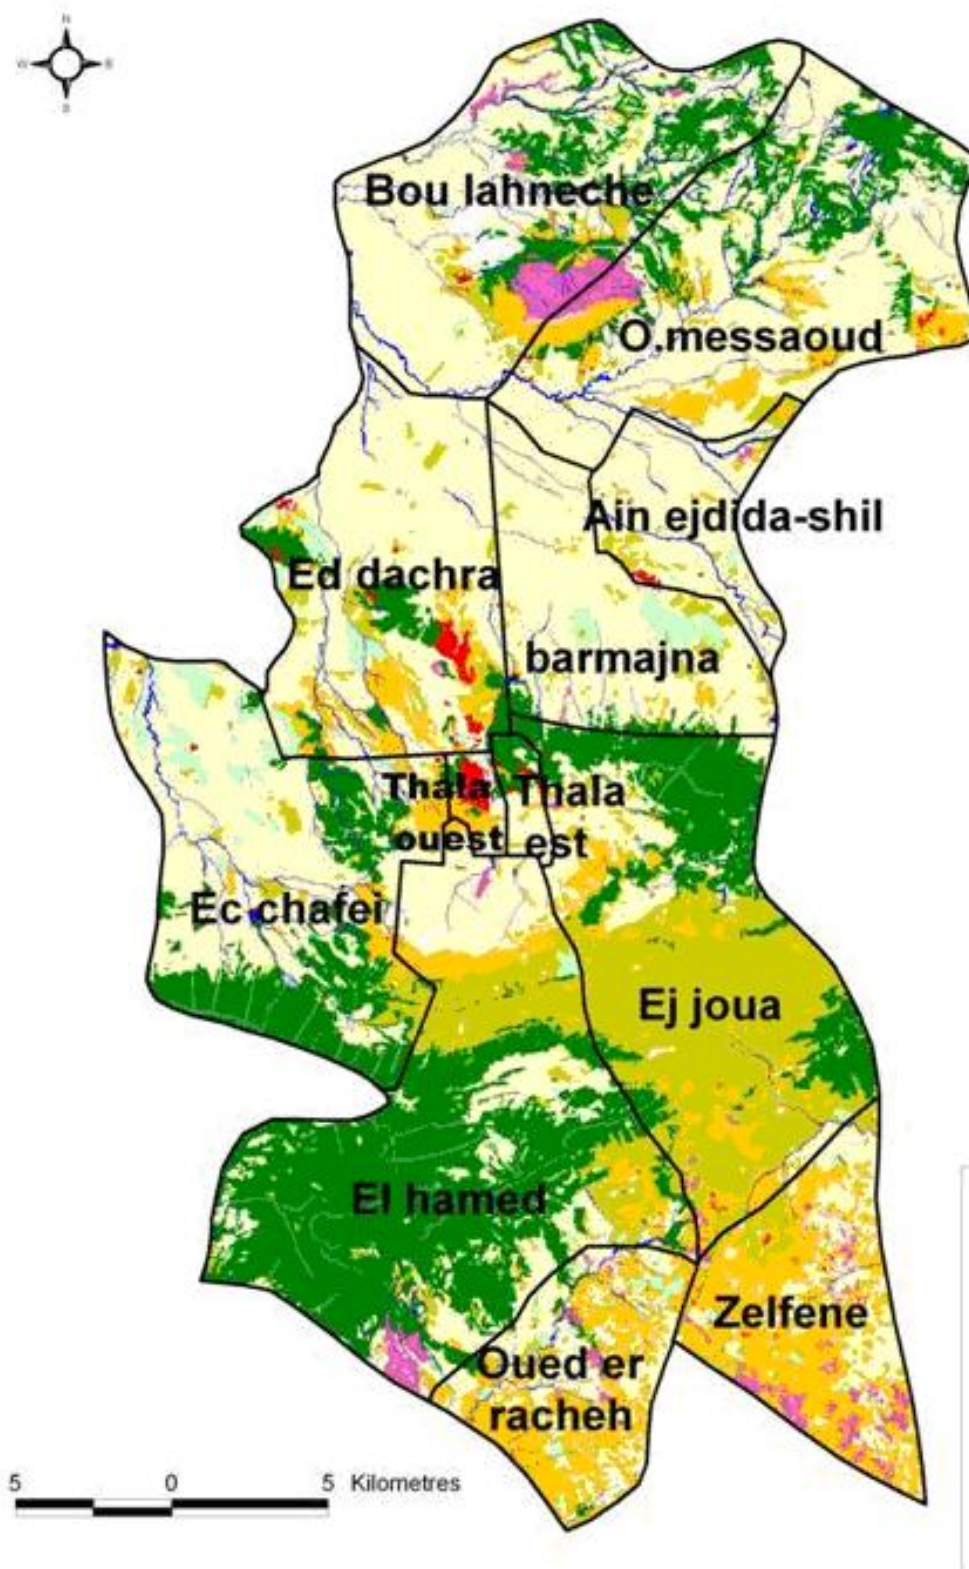 N
W E
S
Bou lahneche
O.messaoud
Ain ejdida-shil
Ed dachra
barmajna
Thala
ouest
Thala
est
Ec chafei
Ej joua
El hamed
Zelfene
Oued er
racheh
5 0 5 Kilometres